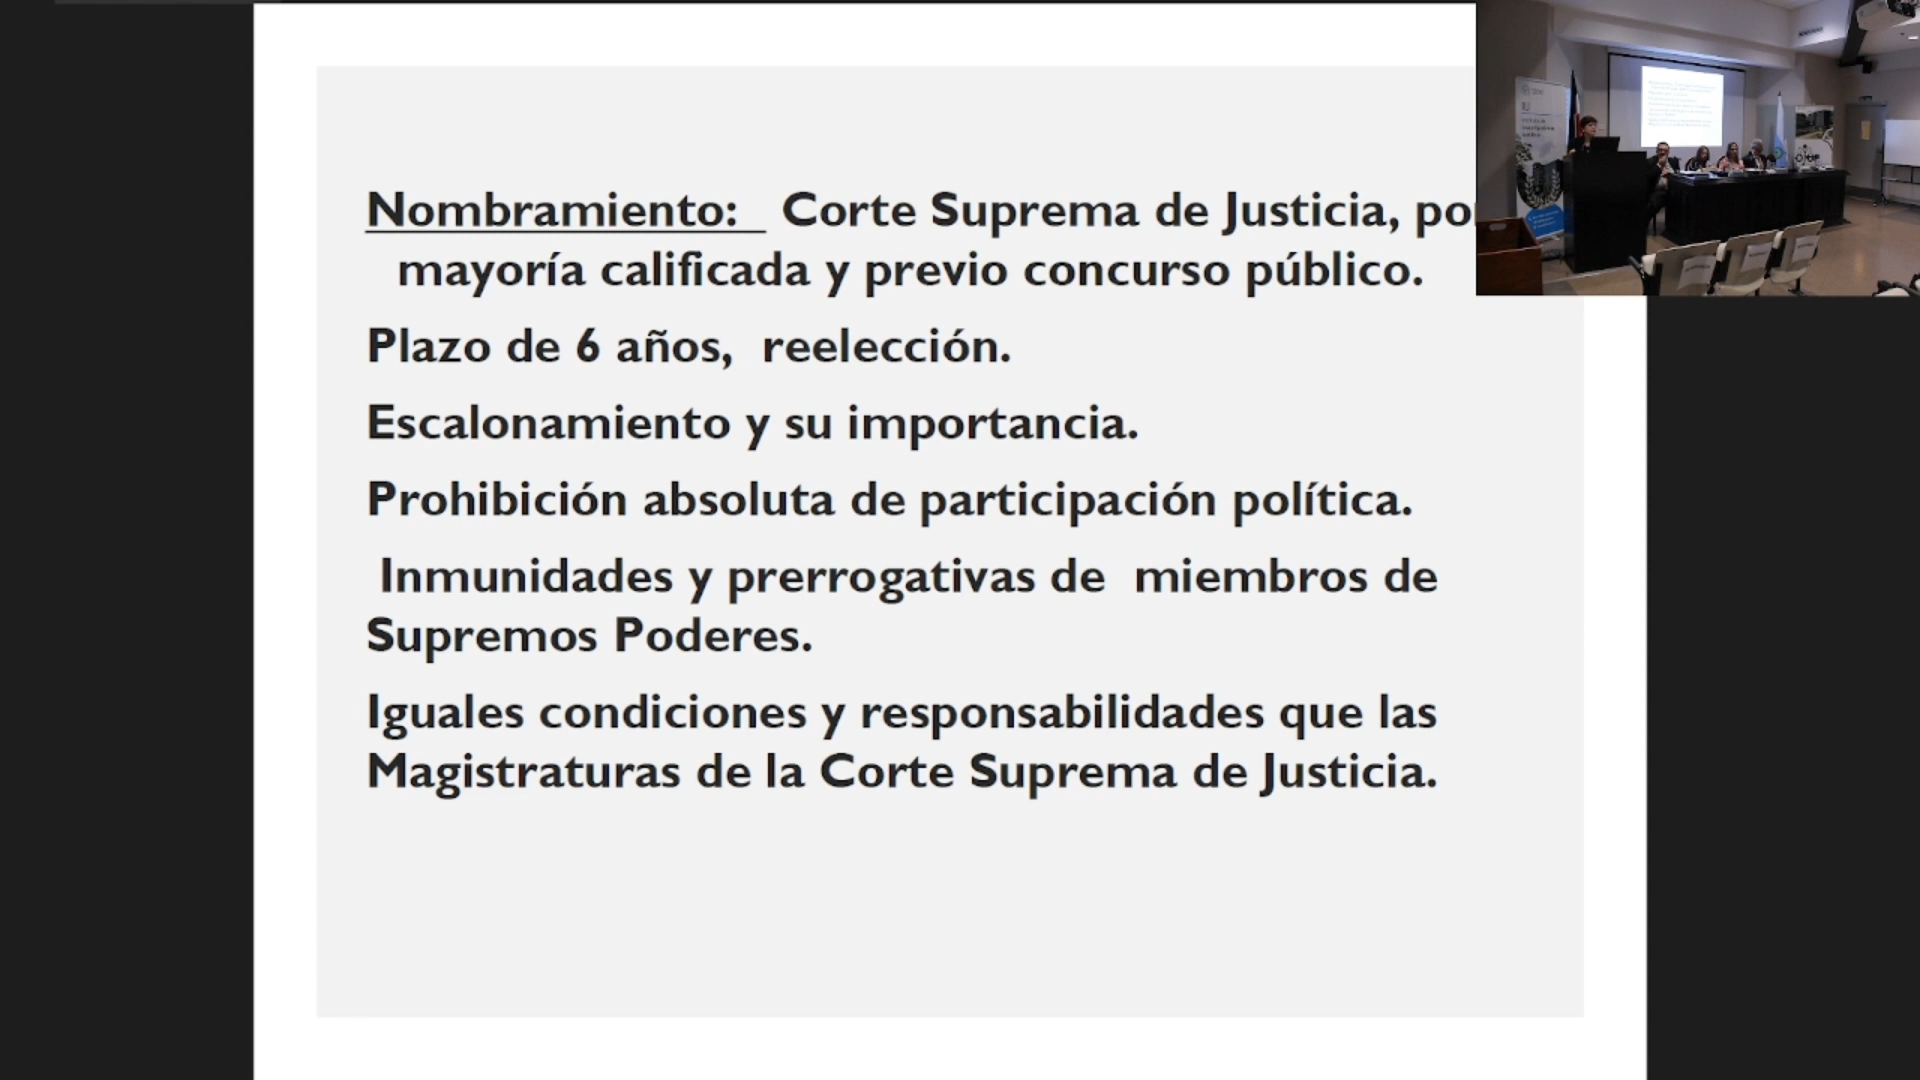 Nombramiento: Corte Suprema de Justicia, po
mayoría calificada y previo concurso público.
Plazo de 6 años, reelección.
Escalonamiento y su importancia.
Prohibición absoluta de participación política.
Inmunidades y prerrogativas de miembros de
Supremos Poderes.
Iguales condiciones y responsabilidades que las
Magistraturas de la Corte Suprema de Justicia.